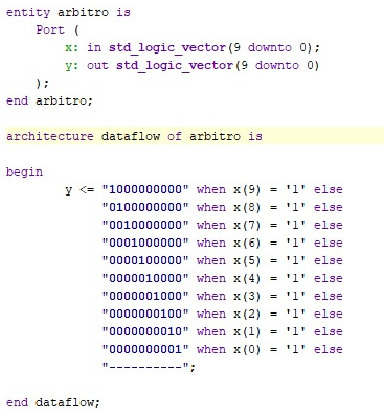 entity arbitro is
Port (
x: in std_logic_vector(9 downto 0);
y: out std_logic_vector(9 downto 0)
);
end arbitro;
architecture dataflow of arbitro is
begin
y <= "1000000000" when x(9) = '1' else
"0100000000" when x(8) = '1' else
"0010000000" when x(7) = '1' else
"0001000000" when x(6) = '1' else
"0000100000" when x(5) = '1' else
"0000010000" when x(4) = '1' else
"0000001000" when x(3) = '1' else
"0000000100" when x(2) = '1' else
"0000000010" when x(1) = '1' else
"0000000001" when x(0) = '1' else
"----------";
end dataflow;